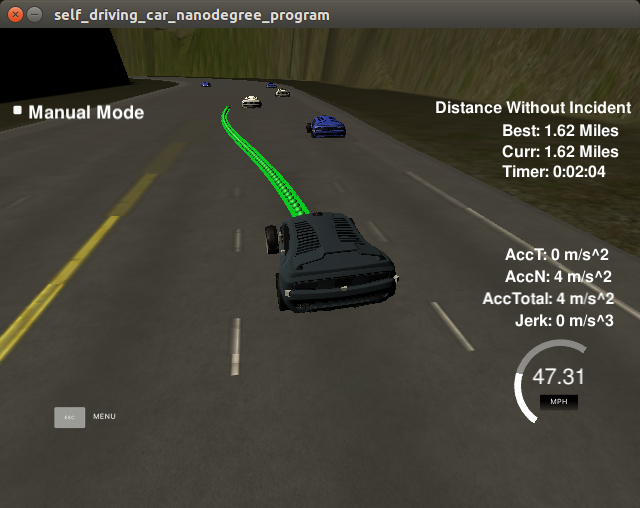 self_driving_car_nanodegree_program
Manual Mode
Distance Without Incident
Best: 1.62 Miles
Curr: 1.62 Miles
Timer: 0:02:04
AccT: 0 m/s^2
AccN: 4 m/s^2
AccTotal: 4 m/s^2
Jerk: 0 m/s^3
47.31
MPH
ESC MENU